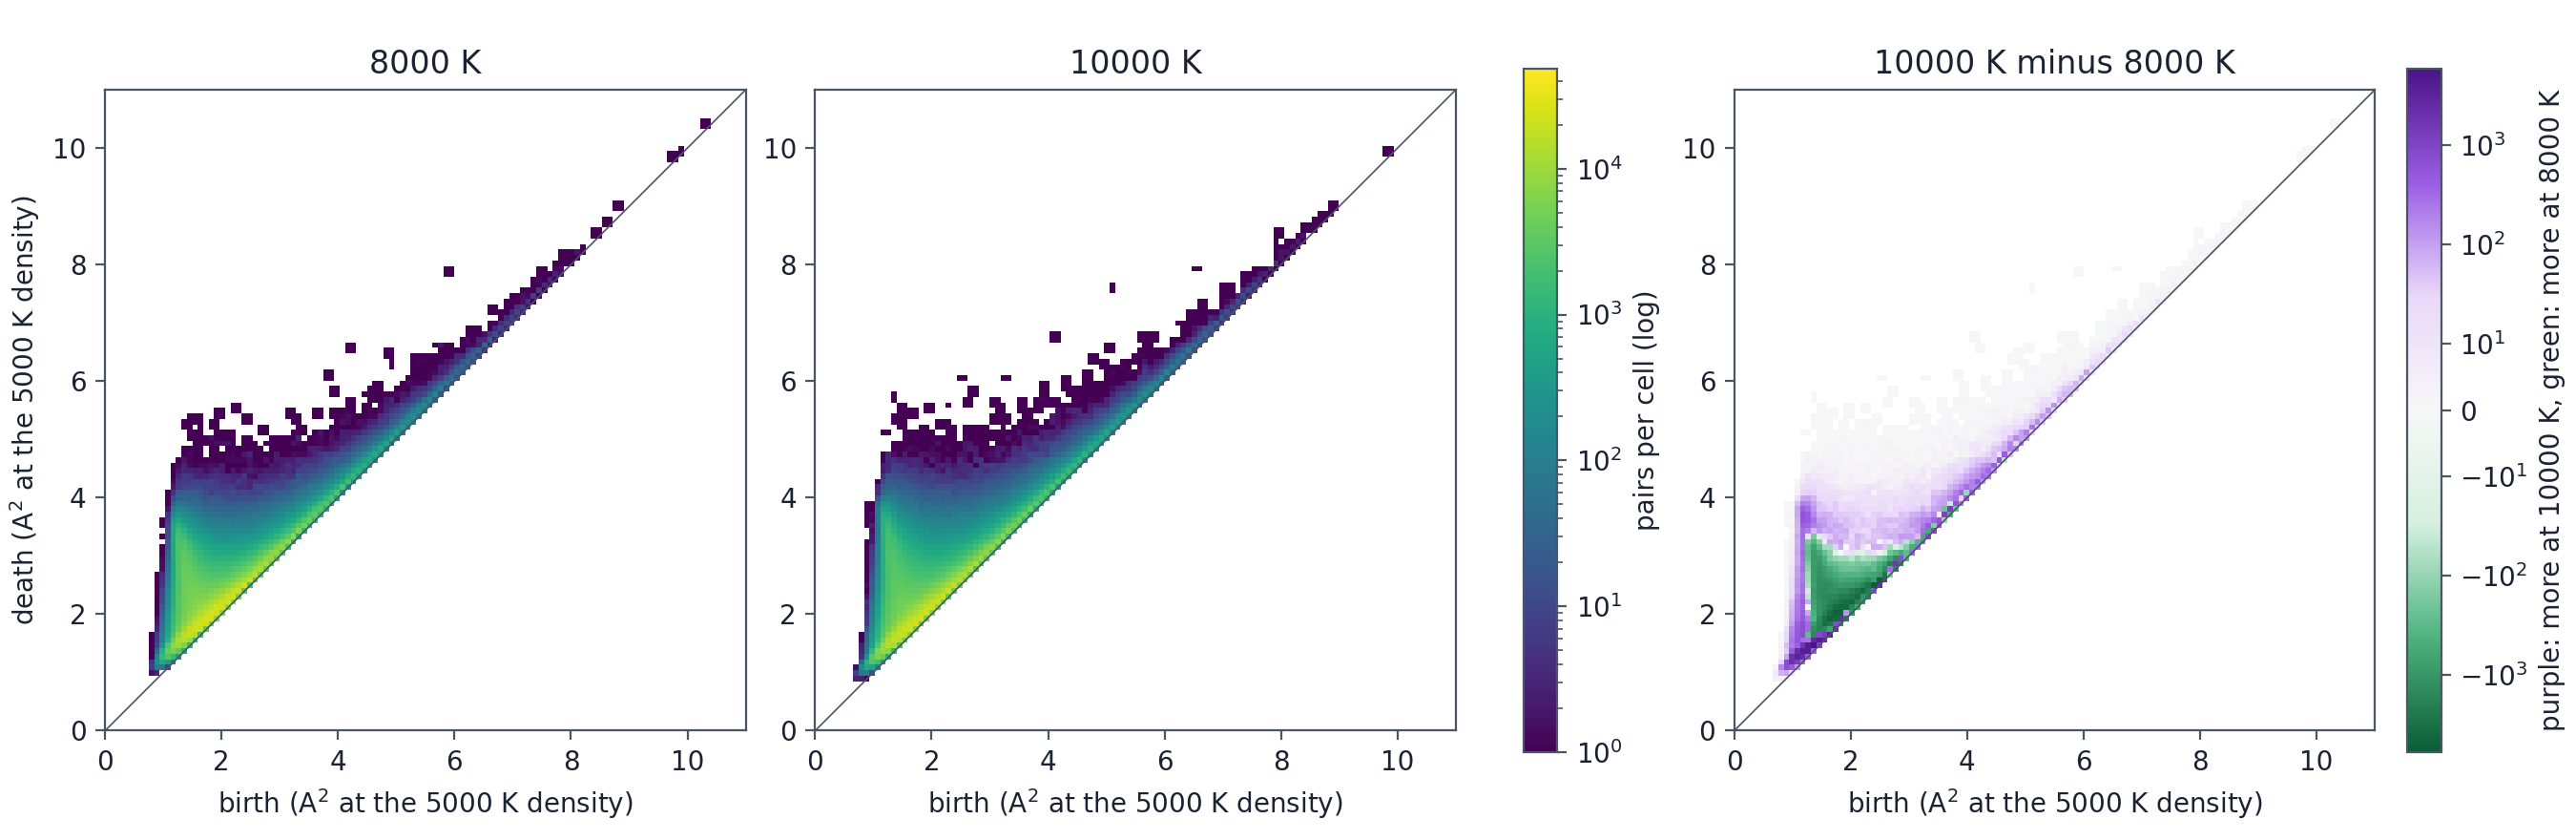 8000 K
10000 K
10000 K minus 8000 K
death (A² at the 5000 K density)
10
8
6
4
2
0
0 2 4 6 8 10
birth (A² at the 5000 K density)
10
8
6
4
2
0
0 2 4 6 8 10
birth (A² at the 5000 K density)
10⁴
10³
10²
10¹
10⁰
pairs per cell (log)
10
8
6
4
2
0
0 2 4 6 8 10
birth (A² at the 5000 K density)
10³
10²
10¹
0
−10¹
−10²
−10³
purple: more at 10000 K, green: more at 8000 K